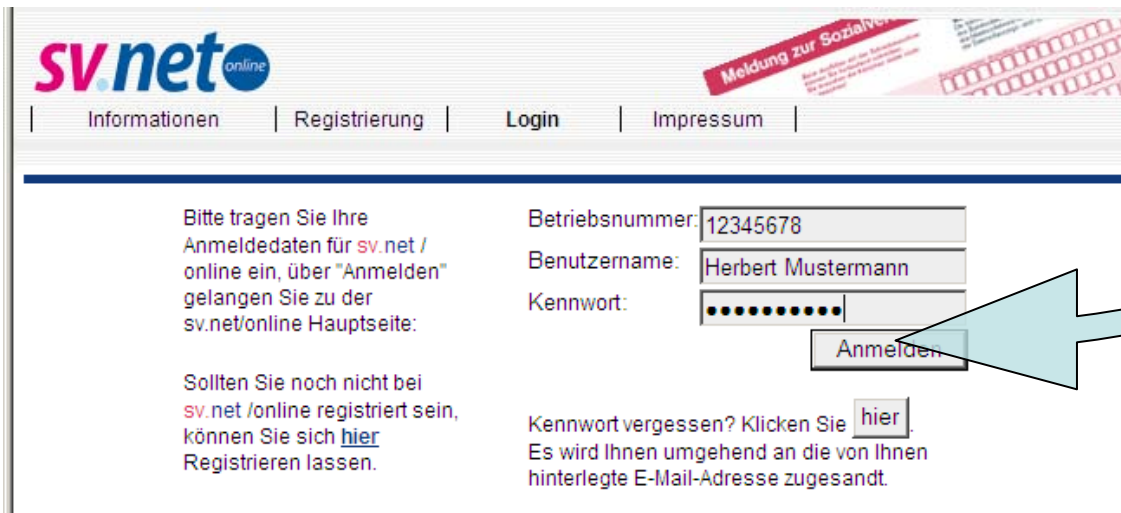 sv.net online
Meldung zur Sozialve
Informationen | Registrierung | Login | Impressum |
Bitte tragen Sie Ihre
Anmeldedaten für sv.net /
online ein, über "Anmelden"
gelangen Sie zu der
sv.net/online Hauptseite:
Sollten Sie noch nicht bei
sv.net /online registriert sein,
können Sie sich hier
Registrieren lassen.
Betriebsnummer: 12345678
Benutzername: Herbert Mustermann
Kennwort: ••••••••••
Anmelden
Kennwort vergessen? Klicken Sie hier.
Es wird Ihnen umgehend an die von Ihnen
hinterlegte E-Mail-Adresse zugesandt.